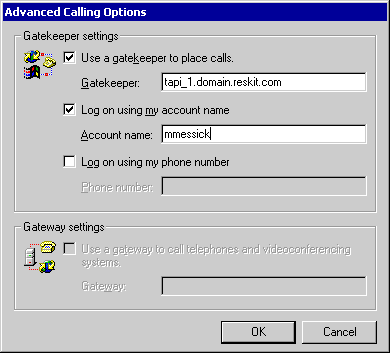 Advanced Calling Options
Gatekeeper settings
Use a gatekeeper to place calls.
Gatekeeper: tapi_1.domain.reskit.com
Log on using my account name
Account name: mmessick
Log on using my phone number
Phone number:
Gateway settings
Use a gateway to call telephones and videoconferencing
systems.
Gateway:
OK Cancel